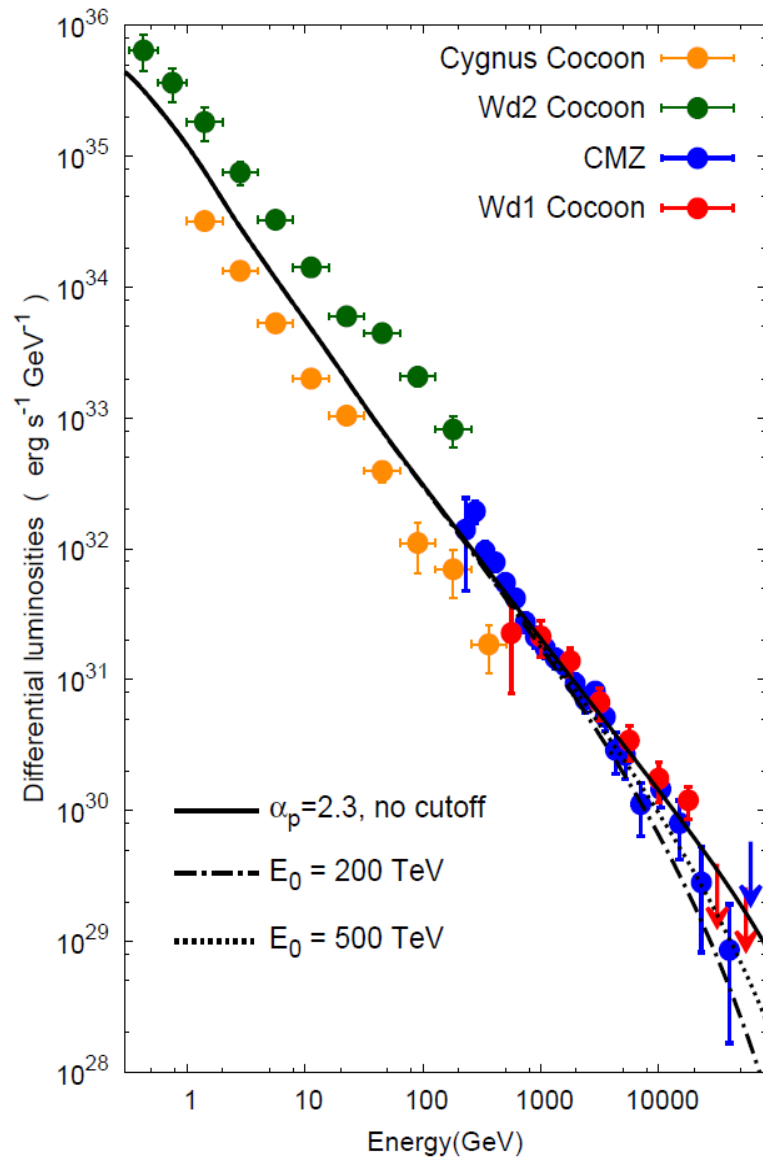 10^36
10^35
10^34
10^33
10^32
10^31
10^30
10^29
10^28
Differential luminosities ( erg s^-1 GeV^-1 )
Cygnus Cocoon
Wd2 Cocoon
CMZ
Wd1 Cocoon
α_p=2.3, no cutoff
E_0 = 200 TeV
E_0 = 500 TeV
1 10 100 1000 10000
Energy(GeV)